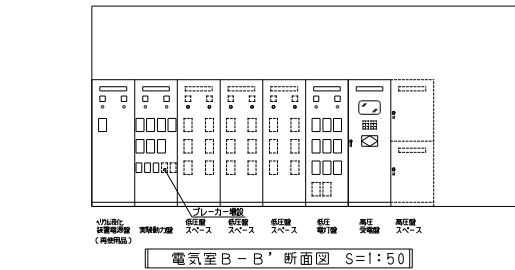 ブレーカー増設
ヘリウム液化
装置電源盤
(再使用品)
実験動力盤
低圧盤
スペース
低圧盤
スペース
低圧盤
スペース
低圧
電灯盤
高圧
受電盤
高圧盤
スペース
電気室B-B'断面図 S=1:50